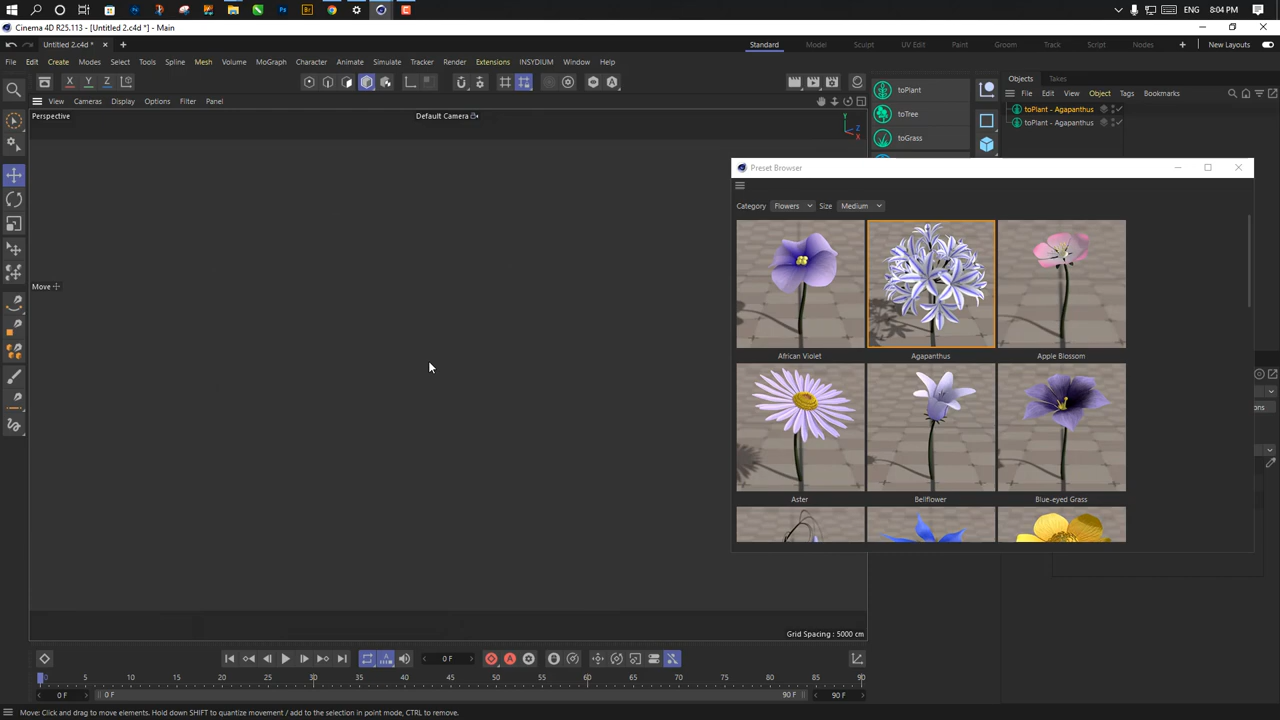 ENG 8:04 PM
Cinema 4D R25.113 - [Untitled 2.c4d *] - Main
Untitled 2.c4d *
Standard Model Sculpt UV Edit Paint Groom Track Script Nodes New Layouts
File Edit Create Modes Select Tools Spline Mesh Volume MoGraph Character Animate Simulate Tracker Render Extensions INSYDIUM Window Help
Objects Takes
X Y Z
toPlant
File Edit View Object Tags Bookmarks
View Cameras Display Options Filter Panel
toPlant - Agapanthus
Perspective Default Camera
toTree
toPlant - Agapanthus
toGrass
Preset Browser
Category Flowers Size Medium
Move
African Violet Agapanthus Apple Blossom
Aster Bellflower Blue-eyed Grass
Grid Spacing : 5000 cm
0 F
0 5 10 15 20 25 30 35 40 45 50 55 60 65 70 75 80 85 90
0 F 0 F 90 F 90 F
Move: Click and drag to move elements. Hold down SHIFT to quantize movement / add to the selection in point mode, CTRL to remove.